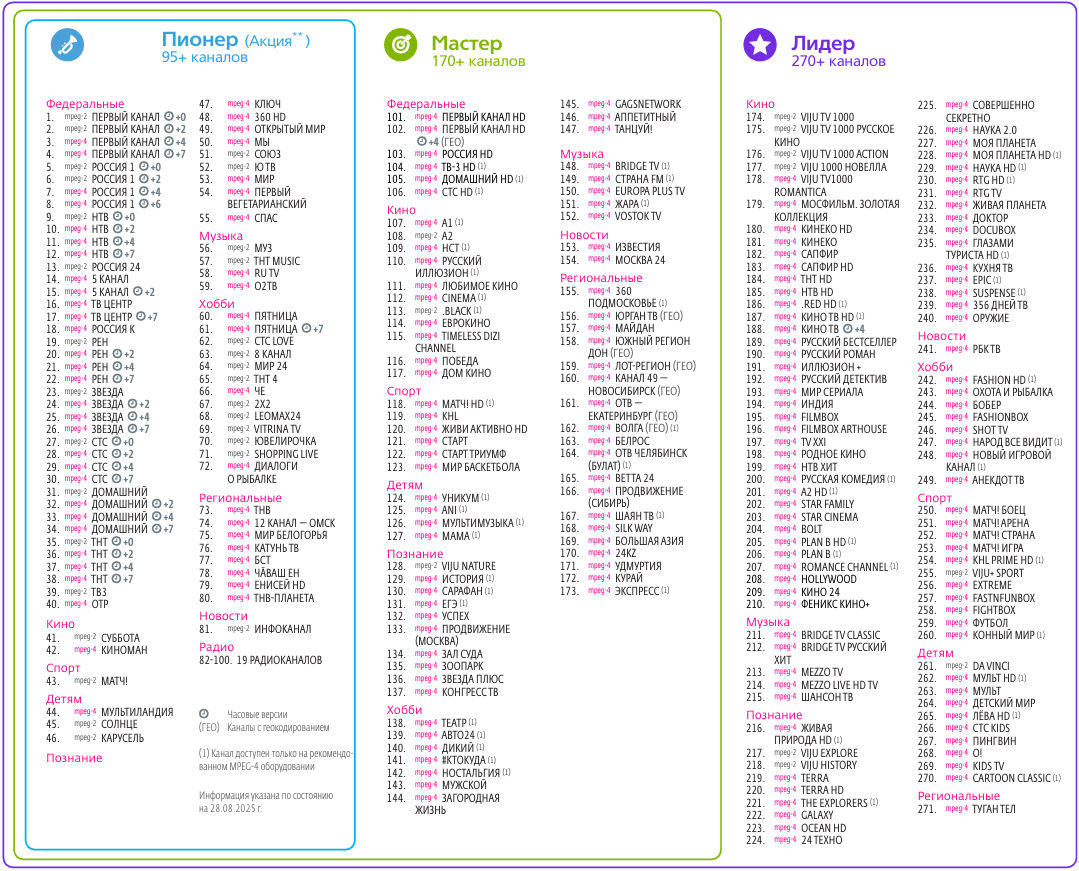 Пионер (Акция**)
95+ каналов
Федеральные
1. mpeg-2 ПЕРВЫЙ КАНАЛ +0
2. mpeg-2 ПЕРВЫЙ КАНАЛ +2
3. mpeg-4 ПЕРВЫЙ КАНАЛ +4
4. mpeg-4 ПЕРВЫЙ КАНАЛ +7
5. mpeg-2 РОССИЯ 1 +0
6. mpeg-2 РОССИЯ 1 +2
7. mpeg-4 РОССИЯ 1 +4
8. mpeg-4 РОССИЯ 1 +6
9. mpeg-2 НТВ +0
10. mpeg-4 НТВ +2
11. mpeg-4 НТВ +4
12. mpeg-4 НТВ +7
13. mpeg-2 РОССИЯ 24
14. mpeg-4 5 КАНАЛ
15. mpeg-4 5 КАНАЛ +2
16. mpeg-4 ТВ ЦЕНТР
17. mpeg-4 ТВ ЦЕНТР +7
18. mpeg-4 РОССИЯ К
19. mpeg-2 РЕН
20. mpeg-4 РЕН +2
21. mpeg-4 РЕН +4
22. mpeg-4 РЕН +7
23. mpeg-2 ЗВЕЗДА
24. mpeg-4 ЗВЕЗДА +2
25. mpeg-4 ЗВЕЗДА +4
26. mpeg-4 ЗВЕЗДА +7
27. mpeg-2 СТС +0
28. mpeg-4 СТС +2
29. mpeg-4 СТС +4
30. mpeg-4 СТС +7
31. mpeg-2 ДОМАШНИЙ
32. mpeg-4 ДОМАШНИЙ +2
33. mpeg-4 ДОМАШНИЙ +4
34. mpeg-4 ДОМАШНИЙ +7
35. mpeg-2 ТНТ +0
36. mpeg-4 ТНТ +2
37. mpeg-4 ТНТ +4
38. mpeg-4 ТНТ +7
39. mpeg-2 ТВ3
40. mpeg-4 ОТР
Кино
41. mpeg-2 СУББОТА
42. mpeg-4 КИНОМАН
Спорт
43. mpeg-2 МАТЧ!
Детям
44. mpeg-4 МУЛЬТИЛАНДИЯ
45. mpeg-2 СОЛНЦЕ
46. mpeg-2 КАРУСЕЛЬ
Познание
47. mpeg-4 КЛЮЧ
48. mpeg-4 360 HD
49. mpeg-4 ОТКРЫТЫЙ МИР
50. mpeg-4 МЫ
51. mpeg-2 СОЮЗ
52. mpeg-2 Ю ТВ
53. mpeg-4 МИР
54. mpeg-4 ПЕРВЫЙ
ВЕГЕТАРИАНСКИЙ
55. mpeg-4 СПАС
Музыка
56. mpeg-2 МУЗ
57. mpeg-2 ТНТ MUSIC
58. mpeg-4 RU TV
59. mpeg-4 О2ТВ
Хобби
60. mpeg-4 ПЯТНИЦА
61. mpeg-4 ПЯТНИЦА +7
62. mpeg-2 СТС LOVE
63. mpeg-2 8 КАНАЛ
64. mpeg-2 МИР 24
65. mpeg-2 ТНТ 4
66. mpeg-4 ЧЕ
67. mpeg-2 2X2
68. mpeg-2 LEOMAX24
69. mpeg-2 VITRINA TV
70. mpeg-2 ЮВЕЛИРОЧКА
71. mpeg-2 SHOPPING LIVE
72. mpeg-4 ДИАЛОГИ
О РЫБАЛКЕ
Региональные
73. mpeg-4 ТНВ
74. mpeg-4 12 КАНАЛ — ОМСК
75. mpeg-4 МИР БЕЛОГОРЬЯ
76. mpeg-4 КАТУНЬ ТВ
77. mpeg-4 БСТ
78. mpeg-4 ЧӐВАШ ЕН
79. mpeg-4 ЕНИСЕЙ HD
80. mpeg-4 ТНВ-ПЛАНЕТА
Новости
81. mpeg-2 ИНФОКАНАЛ
Радио
82-100. 19 РАДИОКАНАЛОВ
Часовые версии
(ГЕО) Каналы с геокодированием
(1) Канал доступен только на рекомендо-
ванном MPEG-4 оборудовании
Информация указана по состоянию
на 28.08.2025 г.
Мастер
170+ каналов
Федеральные
101. mpeg-4 ПЕРВЫЙ КАНАЛ HD
102. mpeg-4 ПЕРВЫЙ КАНАЛ HD
+4 (ГЕО)
103. mpeg-4 РОССИЯ HD
104. mpeg-4 ТВ-3 HD (1)
105. mpeg-4 ДОМАШНИЙ HD (1)
106. mpeg-4 СТС HD (1)
Кино
107. mpeg-4 A1 (1)
108. mpeg-2 A2
109. mpeg-4 НСТ (1)
110. mpeg-4 РУССКИЙ
ИЛЛЮЗИОН (1)
111. mpeg-4 ЛЮБИМОЕ КИНО
112. mpeg-4 CINEMA (1)
113. mpeg-2 .BLACK (1)
114. mpeg-4 ЕВРОКИНО
115. mpeg-4 TIMELESS DIZI
CHANNEL
116. mpeg-4 ПОБЕДА
117. mpeg-4 ДОМ КИНО
Спорт
118. mpeg-4 МАТЧ! HD (1)
119. mpeg-4 KHL
120. mpeg-4 ЖИВИ АКТИВНО HD
121. mpeg-4 СТАРТ
122. mpeg-4 СТАРТ ТРИУМФ
123. mpeg-4 МИР БАСКЕТБОЛА
Детям
124. mpeg-4 УНИКУМ (1)
125. mpeg-4 ANI (1)
126. mpeg-4 МУЛЬТИМУЗЫКА (1)
127. mpeg-4 МАМА (1)
Познание
128. mpeg-2 VIJU NATURE
129. mpeg-4 ИСТОРИЯ (1)
130. mpeg-4 САРАФАН (1)
131. mpeg-4 ЕГЭ (1)
132. mpeg-4 УСПЕХ
133. mpeg-4 ПРОДВИЖЕНИЕ
(МОСКВА)
134. mpeg-4 ЗАЛ СУДА
135. mpeg-4 ЗООПАРК
136. mpeg-4 ЗВЕЗДА ПЛЮС
137. mpeg-4 КОНГРЕСС ТВ
Хобби
138. mpeg-4 ТЕАТР (1)
139. mpeg-4 АВТО24 (1)
140. mpeg-4 ДИКИЙ (1)
141. mpeg-4 #КТОКУДА (1)
142. mpeg-4 НОСТАЛЬГИЯ (1)
143. mpeg-4 МУЖСКОЙ
144. mpeg-4 ЗАГОРОДНАЯ
ЖИЗНЬ
145. mpeg-4 GAGSNETWORK
146. mpeg-4 АППЕТИТНЫЙ
147. mpeg-4 ТАНЦУЙ!
Музыка
148. mpeg-4 BRIDGE TV (1)
149. mpeg-4 СТРАНА FM (1)
150. mpeg-4 EUROPA PLUS TV
151. mpeg-4 ЖАРА (1)
152. mpeg-4 VOSTOK TV
Новости
153. mpeg-4 ИЗВЕСТИЯ
154. mpeg-4 МОСКВА 24
Региональные
155. mpeg-4 360
ПОДМОСКОВЬЕ (1)
156. mpeg-4 ЮРГАН ТВ (ГЕО)
157. mpeg-4 МАЙДАН
158. mpeg-4 ЮЖНЫЙ РЕГИОН
ДОН (ГЕО)
159. mpeg-4 ЛОТ-РЕГИОН (ГЕО)
160. mpeg-4 КАНАЛ 49 —
НОВОСИБИРСК (ГЕО)
161. mpeg-4 ОТВ —
ЕКАТЕРИНБУРГ (ГЕО)
162. mpeg-4 ВОЛГА (ГЕО) (1)
163. mpeg-4 БЕЛРОС
164. mpeg-4 ОТВ ЧЕЛЯБИНСК
(БУЛАТ) (1)
165. mpeg-4 ВЕТТА 24
166. mpeg-4 ПРОДВИЖЕНИЕ
(СИБИРЬ)
167. mpeg-4 ШАЯН ТВ (1)
168. mpeg-4 SILK WAY
169. mpeg-4 БОЛЬШАЯ АЗИЯ
170. mpeg-4 24KZ
171. mpeg-4 УДМУРТИЯ
172. mpeg-4 КУРАЙ
173. mpeg-4 ЭКСПРЕСС (1)
Лидер
270+ каналов
Кино
174. mpeg-2 VIJU TV 1000
175. mpeg-2 VIJU TV 1000 РУССКОЕ
КИНО
176. mpeg-2 VIJU TV 1000 ACTION
177. mpeg-2 VIJU TV 1000 НОВЕЛЛА
178. mpeg-4 VIJU TV1000
ROMANTICA
179. mpeg-4 МОСФИЛЬМ. ЗОЛОТАЯ
КОЛЛЕКЦИЯ
180. mpeg-4 КИНЕКО HD
181. mpeg-4 КИНЕКО
182. mpeg-4 САПФИР
183. mpeg-4 САПФИР HD
184. mpeg-4 ТНТ HD
185. mpeg-4 НТВ HD
186. mpeg-4 .RED HD (1)
187. mpeg-4 КИНО ТВ HD (1)
188. mpeg-4 КИНО ТВ +4
189. mpeg-4 РУССКИЙ БЕСТСЕЛЛЕР
190. mpeg-4 РУССКИЙ РОМАН
191. mpeg-4 ИЛЛЮЗИОН +
192. mpeg-4 РУССКИЙ ДЕТЕКТИВ
193. mpeg-4 МИР СЕРИАЛА
194. mpeg-4 ИНДИЯ
195. mpeg-4 FILMBOX
196. mpeg-4 FILMBOX ARTHOUSE
197. mpeg-4 TV XXI
198. mpeg-4 РОДНОЕ КИНО
199. mpeg-4 НТВ ХИТ
200. mpeg-4 РУССКАЯ КОМЕДИЯ (1)
201. mpeg-4 A2 HD (1)
202. mpeg-4 STAR FAMILY
203. mpeg-4 STAR CINEMA
204. mpeg-4 BOLT
205. mpeg-4 PLAN B HD (1)
206. mpeg-4 PLAN B (1)
207. mpeg-4 ROMANCE CHANNEL (1)
208. mpeg-4 HOLLYWOOD
209. mpeg-4 КИНО 24
210. mpeg-4 ФЕНИКС КИНО+
Музыка
211. mpeg-4 BRIDGE TV CLASSIC
212. mpeg-4 BRIDGE TV РУССКИЙ
ХИТ
213. mpeg-4 MEZZO TV
214. mpeg-4 MEZZO LIVE HD TV
215. mpeg-4 ШАНСОН ТВ
Познание
216. mpeg-4 ЖИВАЯ
ПРИРОДА HD (1)
217. mpeg-2 VIJU EXPLORE
218. mpeg-2 VIJU HISTORY
219. mpeg-4 TERRA
220. mpeg-4 TERRA HD
221. mpeg-4 THE EXPLORERS (1)
222. mpeg-4 GALAXY
223. mpeg-4 OCEAN HD
224. mpeg-4 24 ТЕХНО
225. mpeg-4 СОВЕРШЕННО
СЕКРЕТНО
226. mpeg-4 НАУКА 2.0
227. mpeg-4 МОЯ ПЛАНЕТА
228. mpeg-4 МОЯ ПЛАНЕТА HD (1)
229. mpeg-4 НАУКА HD (1)
230. mpeg-4 RTG HD (1)
231. mpeg-4 RTG TV
232. mpeg-4 ЖИВАЯ ПЛАНЕТА
233. mpeg-4 ДОКТОР
234. mpeg-4 DOCUBOX
235. mpeg-4 ГЛАЗАМИ
ТУРИСТА HD (1)
236. mpeg-4 КУХНЯ ТВ
237. mpeg-4 EPIC (1)
238. mpeg-4 SUSPENSE (1)
239. mpeg-4 356 ДНЕЙ ТВ
240. mpeg-4 ОРУЖИЕ
Новости
241. mpeg-4 РБК ТВ
Хобби
242. mpeg-4 FASHION HD (1)
243. mpeg-4 ОХОТА И РЫБАЛКА
244. mpeg-4 БОБЕР
245. mpeg-4 FASHIONBOX
246. mpeg-4 SHOT TV
247. mpeg-4 НАРОД ВСЕ ВИДИТ (1)
248. mpeg-4 НОВЫЙ ИГРОВОЙ
КАНАЛ (1)
249. mpeg-4 АНЕКДОТ ТВ
Спорт
250. mpeg-4 МАТЧ! БОЕЦ
251. mpeg-4 МАТЧ! АРЕНА
252. mpeg-4 МАТЧ! СТРАНА
253. mpeg-4 МАТЧ! ИГРА
254. mpeg-4 KHL PRIME HD (1)
255. mpeg-2 VIJU+ SPORT
256. mpeg-4 EXTREME
257. mpeg-4 FASTNFUNBOX
258. mpeg-4 FIGHTBOX
259. mpeg-4 ФУТБОЛ
260. mpeg-4 КОННЫЙ МИР (1)
Детям
261. mpeg-2 DA VINCI
262. mpeg-4 МУЛЬТ HD (1)
263. mpeg-4 МУЛЬТ
264. mpeg-4 ДЕТСКИЙ МИР
265. mpeg-4 ЛЁВА HD (1)
266. mpeg-4 СТС KIDS
267. mpeg-4 ПИНГВИН
268. mpeg-4 О!
269. mpeg-4 KIDS TV
270. mpeg-4 CARTOON CLASSIC (1)
Региональные
271. mpeg-4 ТУГАН ТЕЛ